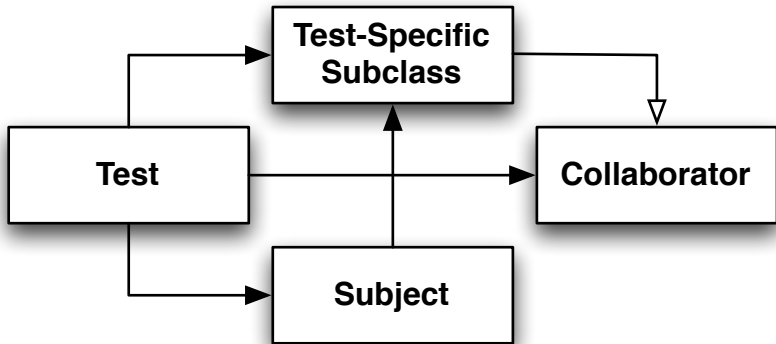 Test-Specific
Subclass
Test
Collaborator
Subject